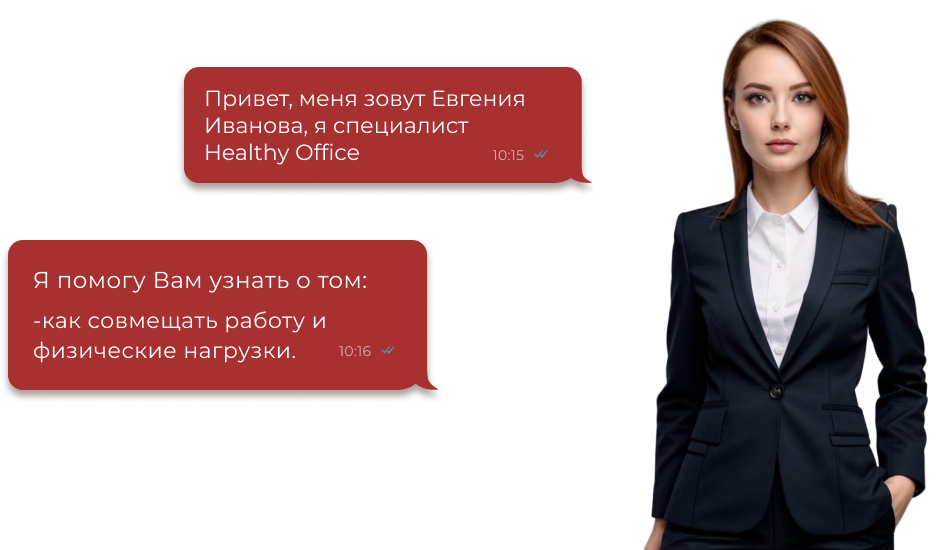 Привет, меня зовут Евгения
Иванова, я специалист
Healthy Office
10:15
Я помогу Вам узнать о том:
-как совмещать работу и
физические нагрузки.
10:16